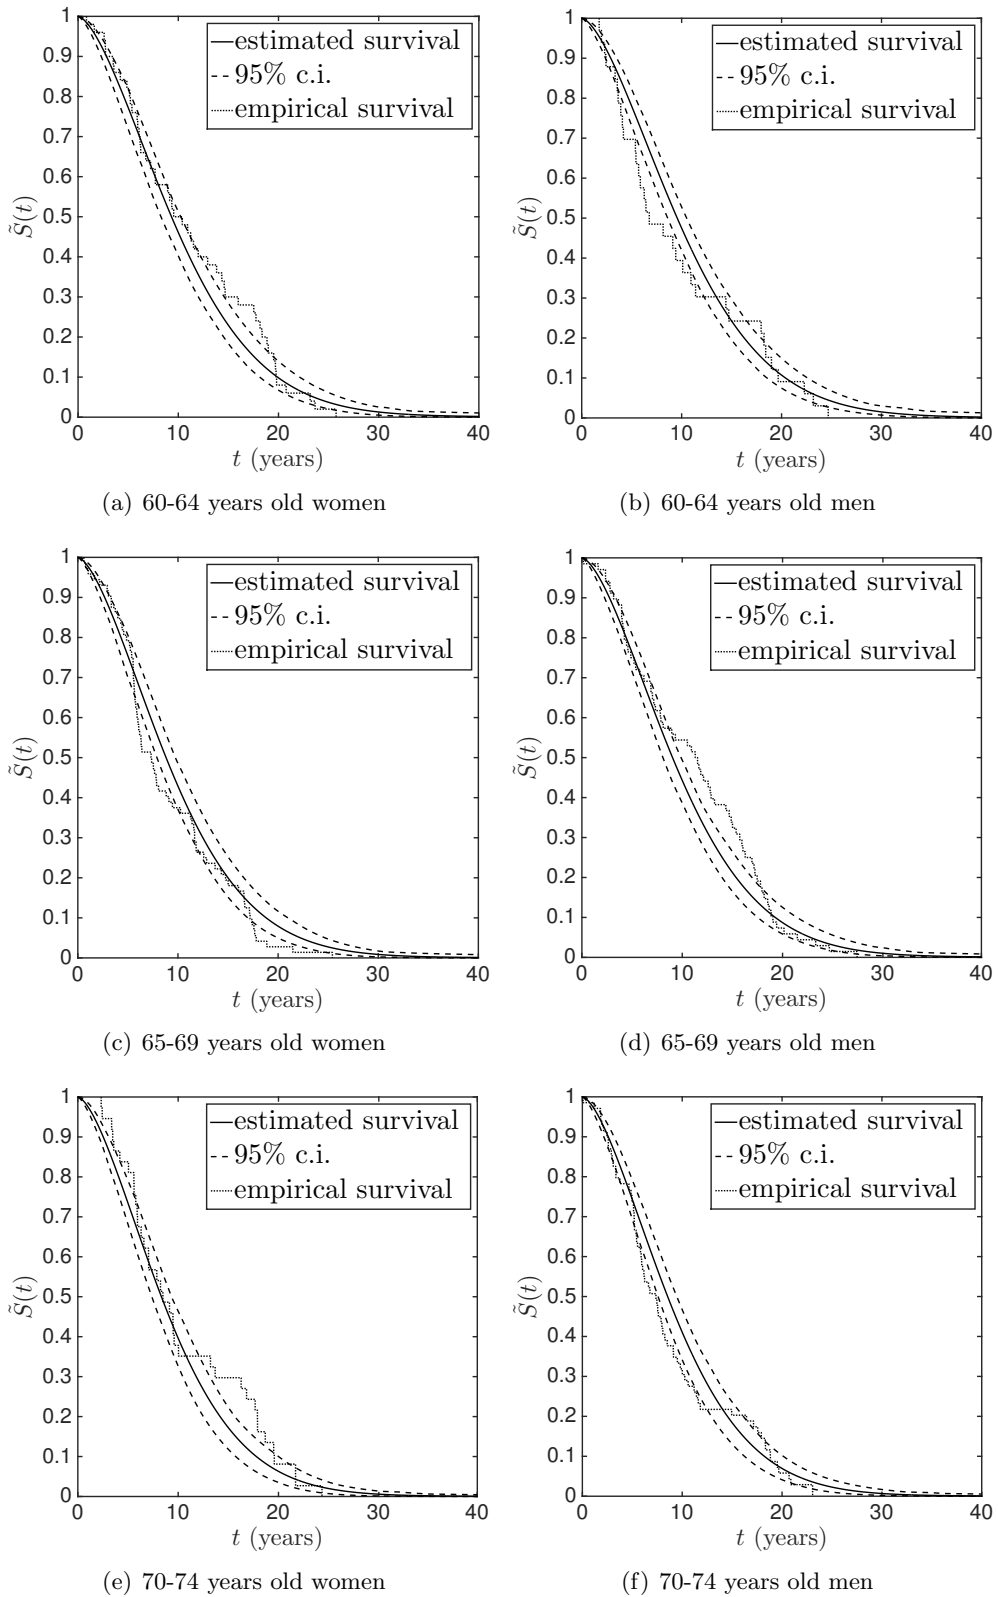 1
0.9
0.8
0.7
0.6
0.5
0.4
0.3
0.2
0.1
0
0 10 20 30 40
S̃(t)
t (years)
estimated survival
95% c.i.
empirical survival
(a) 60-64 years old women
1
0.9
0.8
0.7
0.6
0.5
0.4
0.3
0.2
0.1
0
0 10 20 30 40
S̃(t)
t (years)
estimated survival
95% c.i.
empirical survival
(b) 60-64 years old men
1
0.9
0.8
0.7
0.6
0.5
0.4
0.3
0.2
0.1
0
0 10 20 30 40
S̃(t)
t (years)
estimated survival
95% c.i.
empirical survival
(c) 65-69 years old women
1
0.9
0.8
0.7
0.6
0.5
0.4
0.3
0.2
0.1
0
0 10 20 30 40
S̃(t)
t (years)
estimated survival
95% c.i.
empirical survival
(d) 65-69 years old men
1
0.9
0.8
0.7
0.6
0.5
0.4
0.3
0.2
0.1
0
0 10 20 30 40
S̃(t)
t (years)
estimated survival
95% c.i.
empirical survival
(e) 70-74 years old women
1
0.9
0.8
0.7
0.6
0.5
0.4
0.3
0.2
0.1
0
0 10 20 30 40
S̃(t)
t (years)
estimated survival
95% c.i.
empirical survival
(f) 70-74 years old men